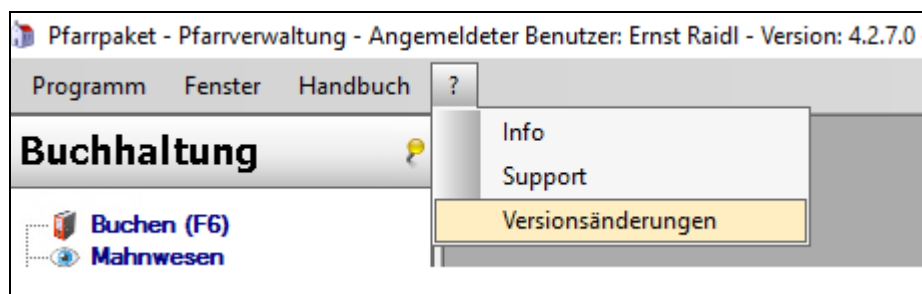 Pfarrpaket - Pfarrverwaltung - Angemeldeter Benutzer: Ernst Raidl - Version: 4.2.7.0
Programm Fenster Handbuch ?
Info
Support
Versionsänderungen
Buchhaltung
Buchen (F6)
Mahnwesen